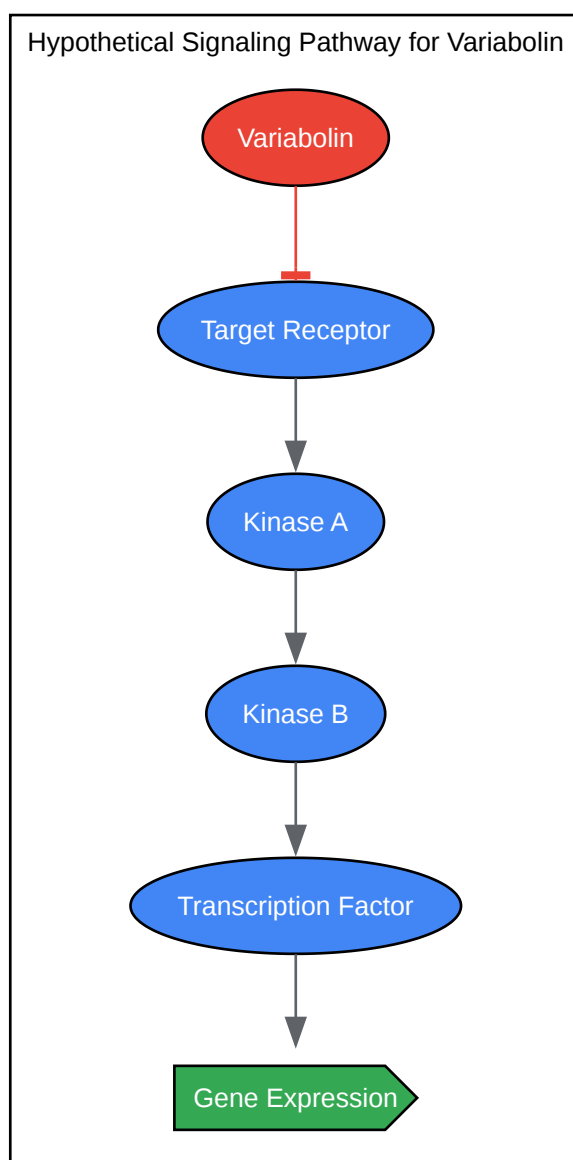 Hypothetical Signaling Pathway for Variabolin
Variabolin
Target Receptor
Kinase A
Kinase B
Transcription Factor
Gene Expression